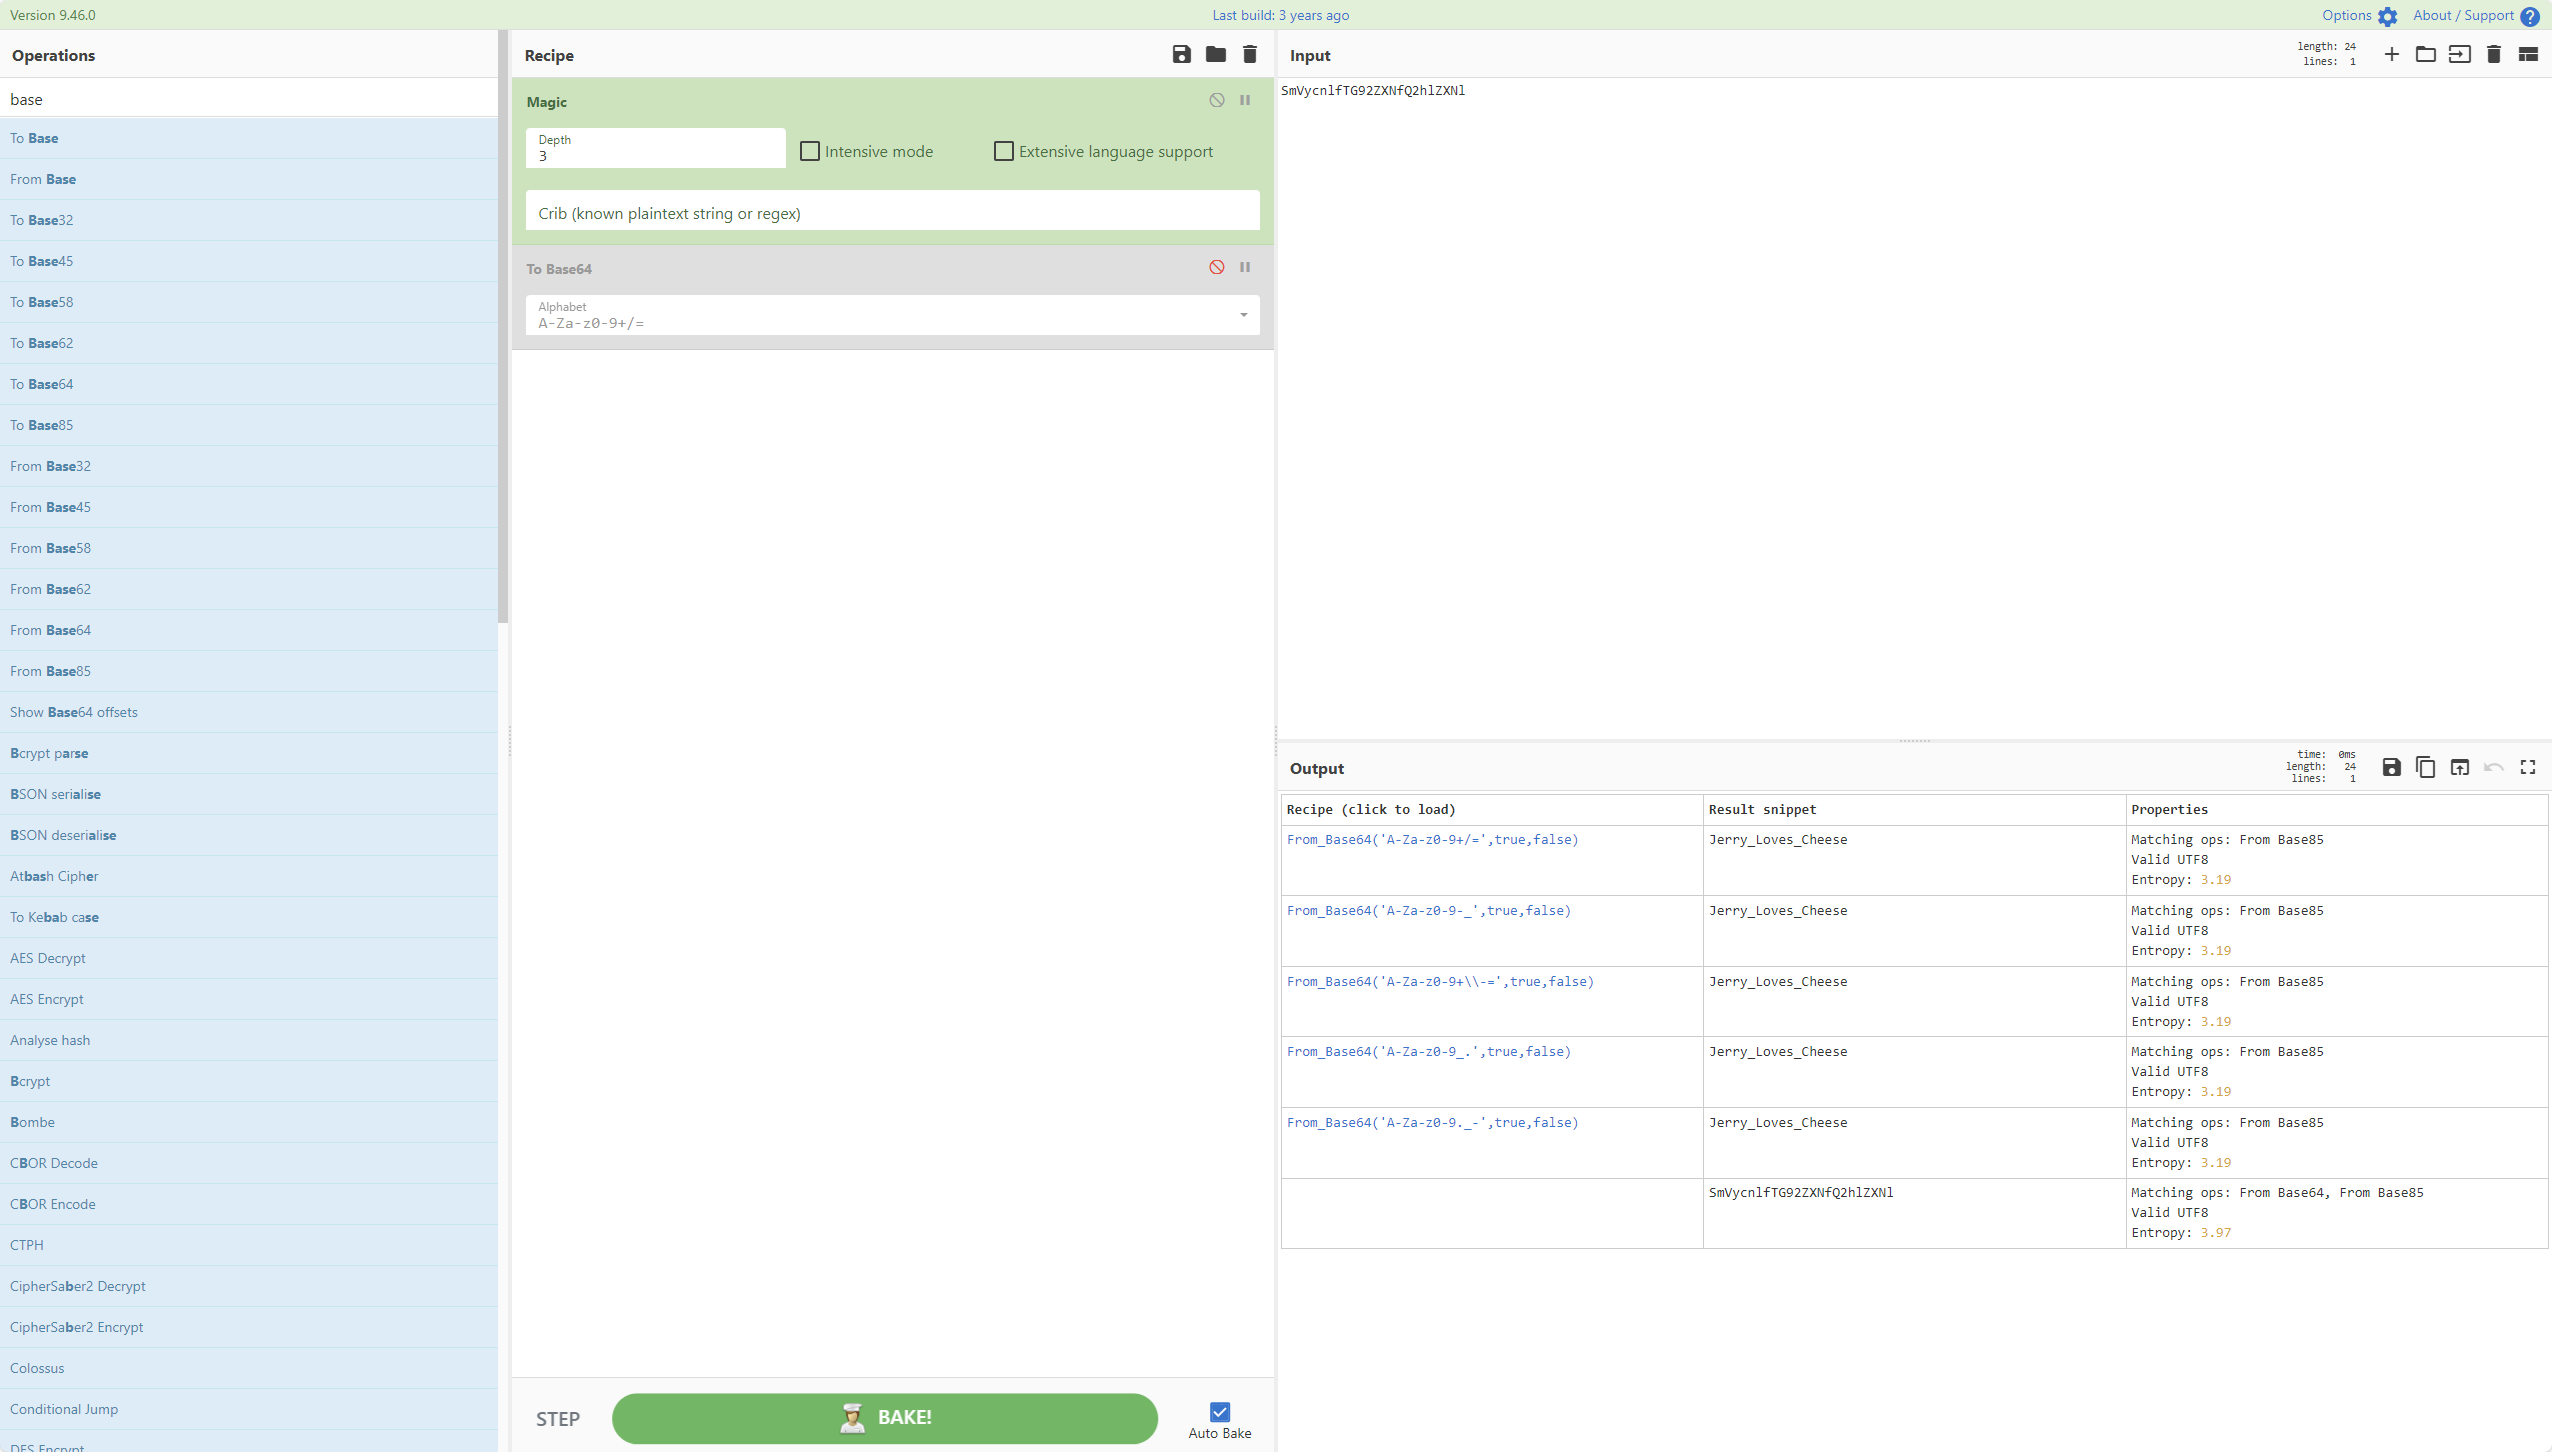 Version 9.46.0
Last build: 3 years ago
Options
About / Support
Operations
base
To Base
From Base
To Base32
To Base45
To Base58
To Base62
To Base64
To Base85
From Base32
From Base45
From Base58
From Base62
From Base64
From Base85
Show Base64 offsets
Bcrypt parse
BSON serialise
BSON deserialise
Atbash Cipher
To Kebab case
AES Decrypt
AES Encrypt
Analyse hash
Bcrypt
Bombe
CBOR Decode
CBOR Encode
CTPH
CipherSaber2 Decrypt
CipherSaber2 Encrypt
Colossus
Conditional Jump
DES Encrypt
Recipe
Magic
Depth
3
Intensive mode
Extensive language support
Crib (known plaintext string or regex)
To Base64
Alphabet
A-Za-z0-9+/=
STEP
BAKE!
Auto Bake
Input
length: 24
lines: 1
SmVycnlfTG92ZXNfQ2hlZXNl
Output
time: 0ms
length: 24
lines: 1
Recipe (click to load) Result snippet Properties
From_Base64('A-Za-z0-9+/=',true,false) Jerry_Loves_Cheese Matching ops: From Base85
Valid UTF8
Entropy: 3.19
From_Base64('A-Za-z0-9-_',true,false) Jerry_Loves_Cheese Matching ops: From Base85
Valid UTF8
Entropy: 3.19
From_Base64('A-Za-z0-9+\\-=',true,false) Jerry_Loves_Cheese Matching ops: From Base85
Valid UTF8
Entropy: 3.19
From_Base64('A-Za-z0-9_.',true,false) Jerry_Loves_Cheese Matching ops: From Base85
Valid UTF8
Entropy: 3.19
From_Base64('A-Za-z0-9._-',true,false) Jerry_Loves_Cheese Matching ops: From Base85
Valid UTF8
Entropy: 3.19
SmVycnlfTG92ZXNfQ2hlZXNl Matching ops: From Base64, From Base85
Valid UTF8
Entropy: 3.97